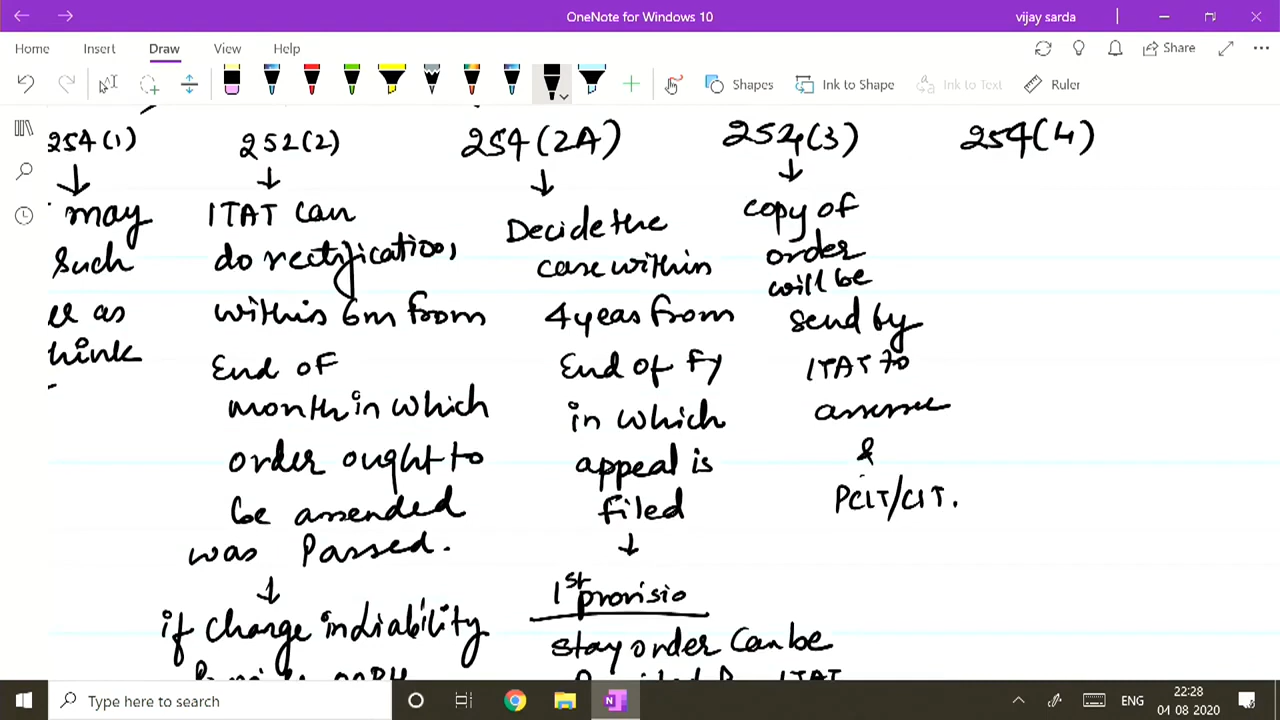 OneNote for Windows 10
vijay sarda
Home Insert Draw View Help
Share
Shapes
Ink to Shape
Ink to Text
Ruler
254(1)
may
such
as
hink
252(2)
ITAT can
do rectification,
within 6m from
End of
month in which
order ought to
be amended
was Passed.
if change in liability
254(2A)
Decide the
case within
4 yeas from
End of Fy
in which
appeal is
filed
1st provisio
stay order can be
ITAT
254(3)
copy of
order
will be
send by
ITAT to
assessee
&
PCIT/CIT.
254(4)
Type here to search
ENG
22:28
04-08-2020